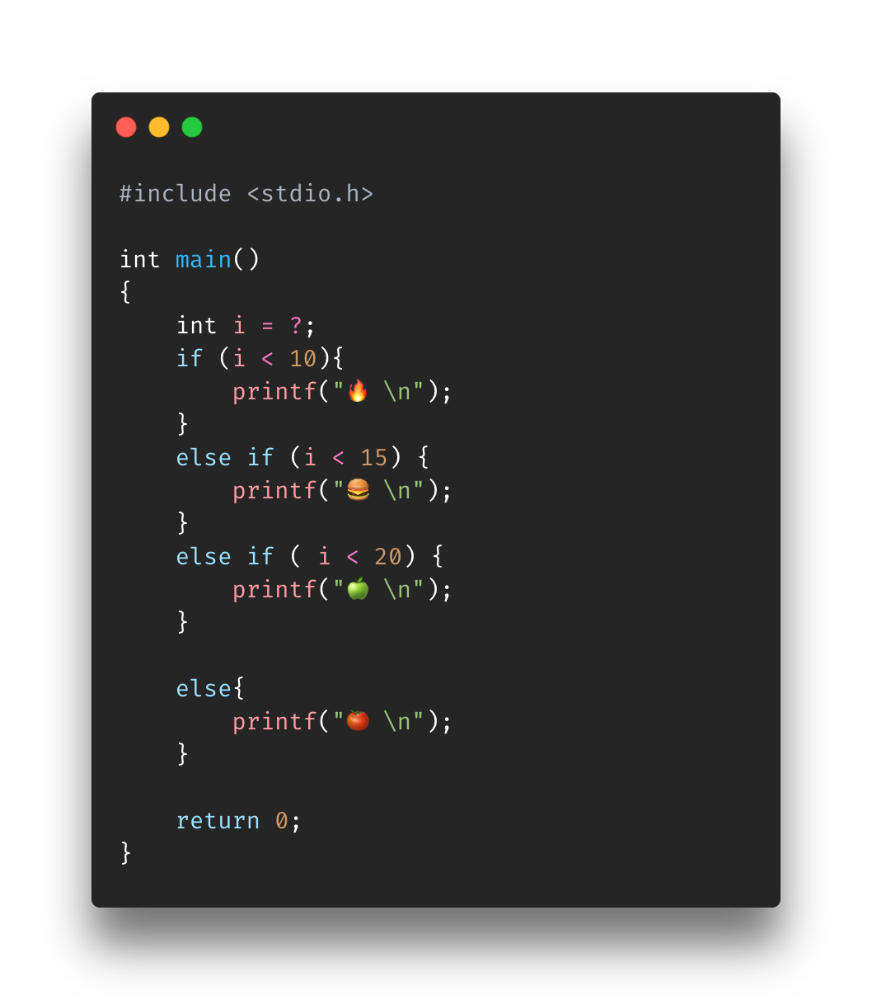 #include <stdio.h>
int main()
{
    int i = ?;
    if (i < 10){
        printf("🔥 \n");
    }
    else if (i < 15) {
        printf("🍔 \n");
    }
    else if ( i < 20) {
        printf("🍏 \n");
    }
    else{
        printf("🍅 \n");
    }
    return 0;
}